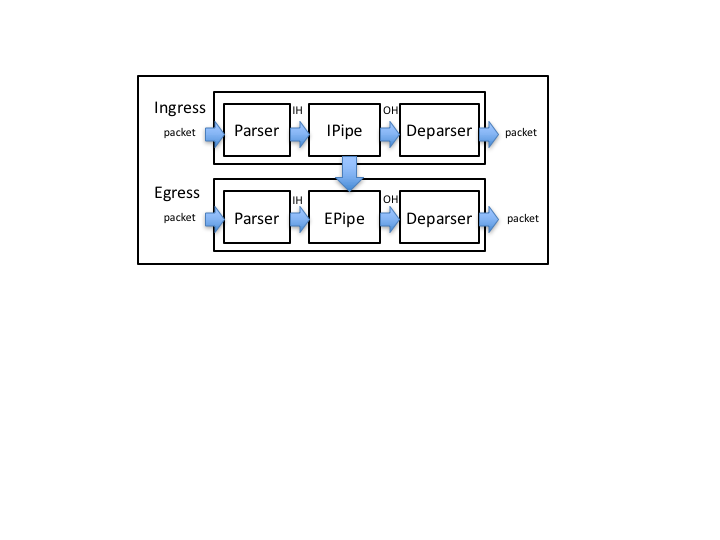 Ingress
packet
Parser
IH
IPipe
OH
Deparser
packet
Egress
packet
Parser
IH
EPipe
OH
Deparser
packet